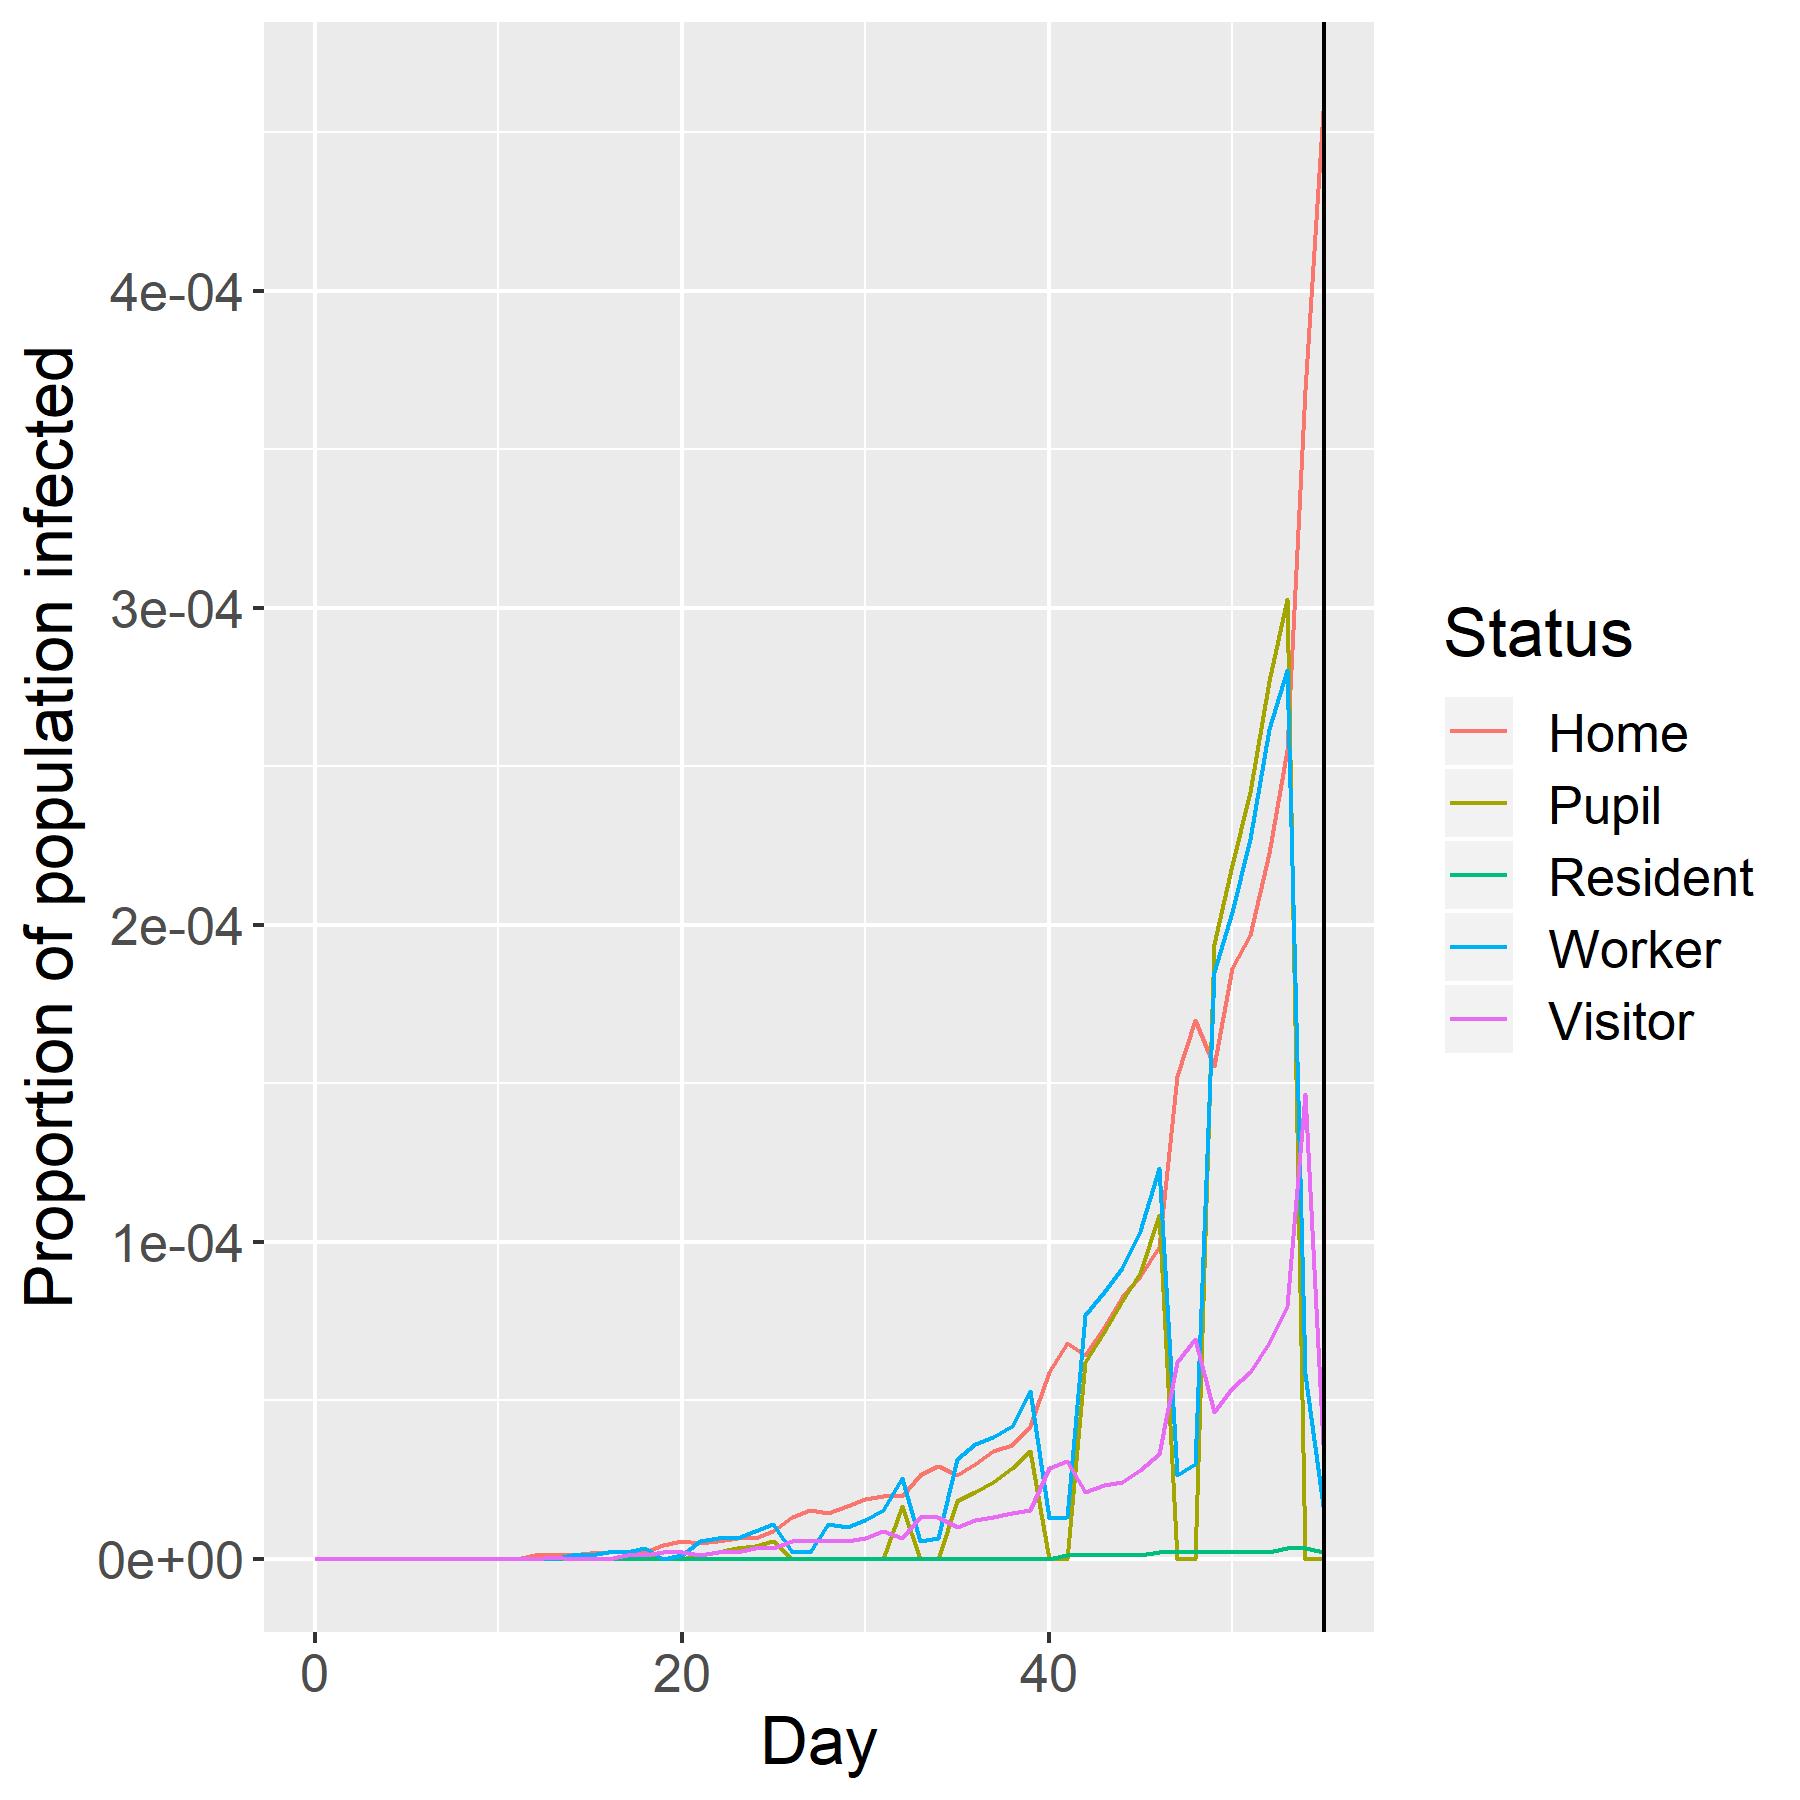 Proportion of population infected
4e-04
3e-04
2e-04
1e-04
0e+00
0
20
40
Day
Status
Home
Pupil
Resident
Worker
Visitor